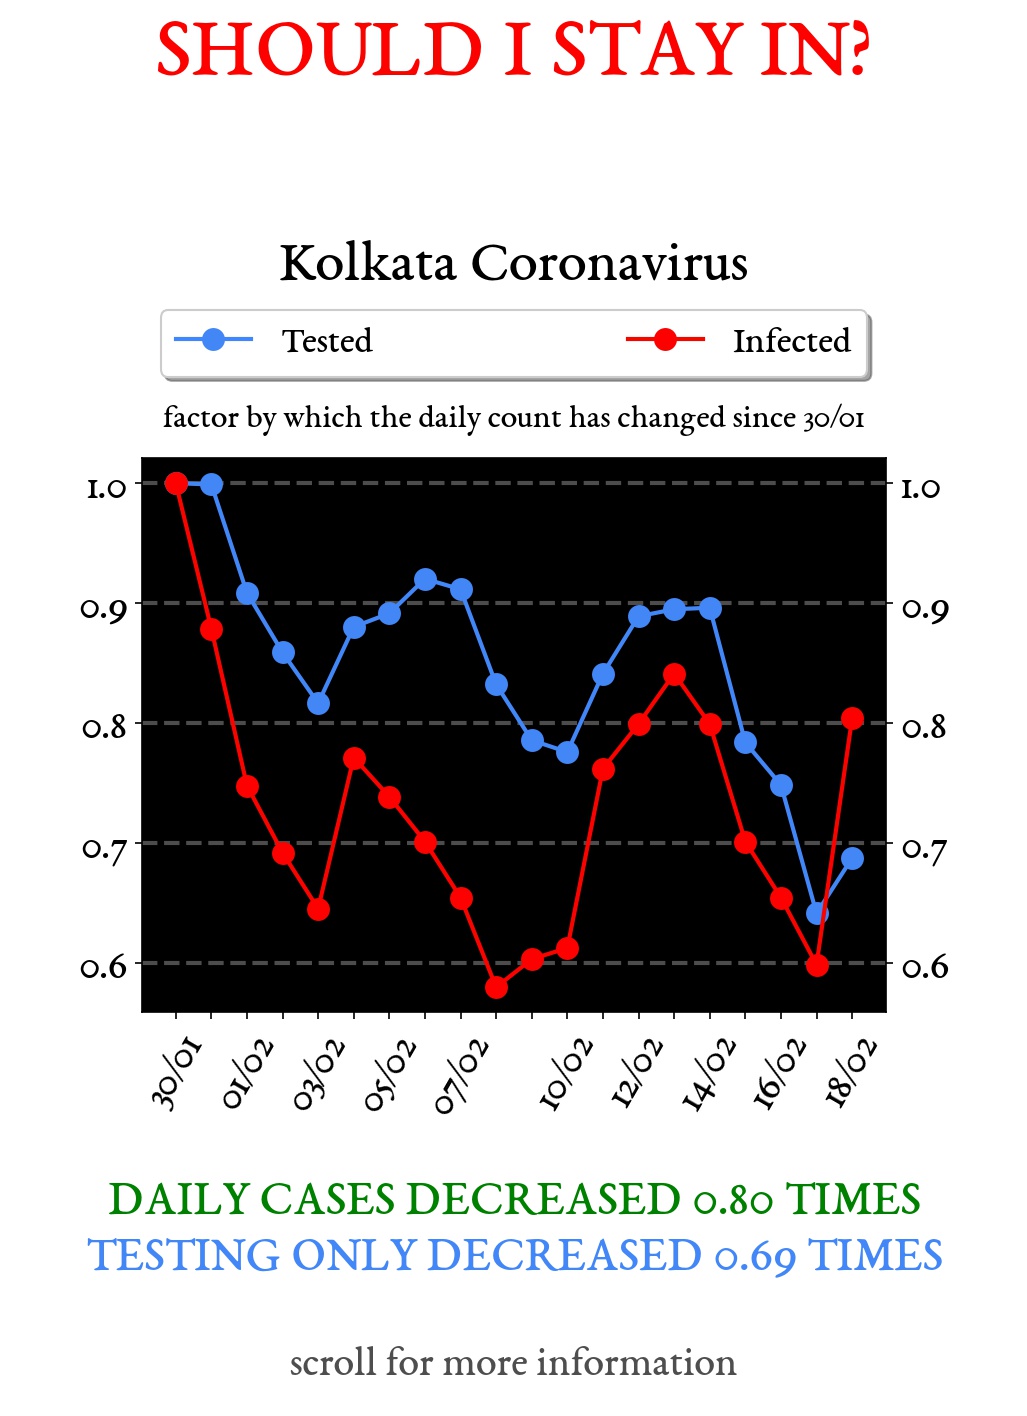 SHOULD I STAY IN?
Kolkata Coronavirus
Tested Infected
factor by which the daily count has changed since 30/01
1.0 1.0
0.9 0.9
0.8 0.8
0.7 0.7
0.6 0.6
30/01 01/02 03/02 05/02 07/02 10/02 12/02 14/02 16/02 18/02
DAILY CASES DECREASED 0.80 TIMES
TESTING ONLY DECREASED 0.69 TIMES
scroll for more information